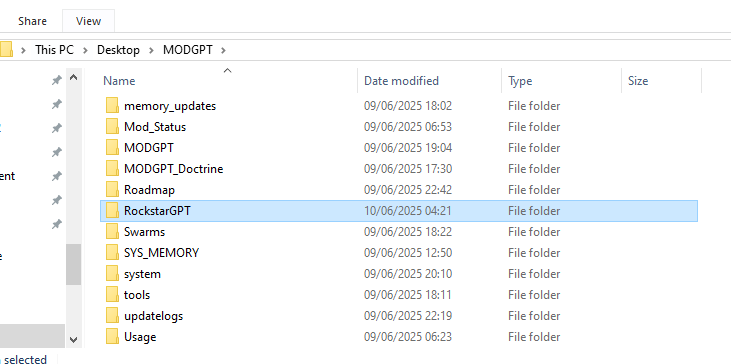 Share View
This PC Desktop MODGPT
Name Date modified Type Size
memory_updates 09/06/2025 18:02 File folder
Mod_Status 09/06/2025 06:53 File folder
MODGPT 09/06/2025 19:04 File folder
ent MODGPT_Doctrine 09/06/2025 17:30 File folder
Roadmap 09/06/2025 22:42 File folder
RockstarGPT 10/06/2025 04:21 File folder
Swarms 09/06/2025 18:22 File folder
SYS_MEMORY 09/06/2025 12:50 File folder
system 09/06/2025 20:10 File folder
tools 09/06/2025 18:11 File folder
updatelogs 09/06/2025 22:19 File folder
Usage 09/06/2025 06:23 File folder
selected